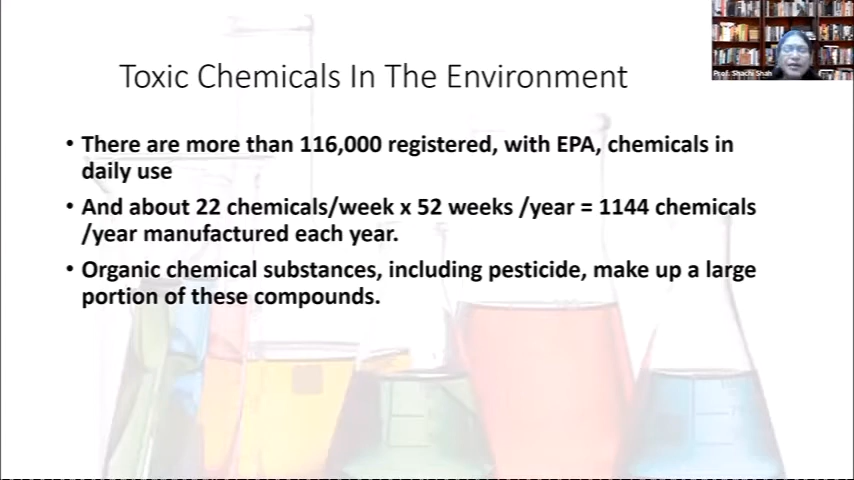 Toxic Chemicals In The Environment
Prof. Shachi Shah
• There are more than 116,000 registered, with EPA, chemicals in
daily use
• And about 22 chemicals/week x 52 weeks /year = 1144 chemicals
/year manufactured each year.
• Organic chemical substances, including pesticide, make up a large
portion of these compounds.